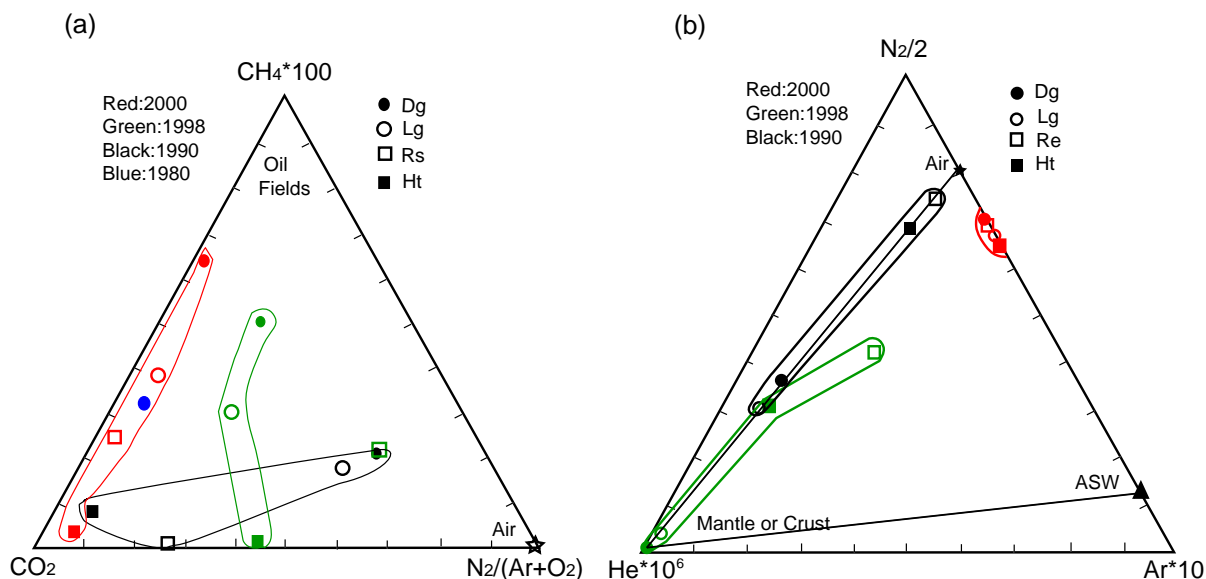 (a)
CH4*100
Red:2000
Green:1998
Black:1990
Blue:1980
Dg
Lg
Rs
Ht
Oil
Fields
Air
CO2
N2/(Ar+O2)
(b)
N2/2
Red:2000
Green:1998
Black:1990
Dg
Lg
Re
Ht
Air
ASW
Mantle or Crust
He*10⁶
Ar*10